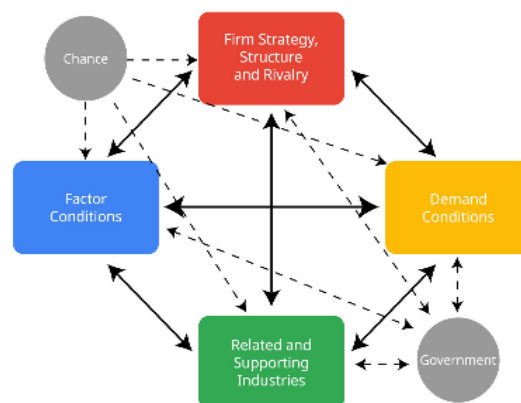 Firm Strategy,
Structure
and Rivalry
Chance
Factor
Conditions
Demand
Conditions
Related and
Supporting
Industries
Government